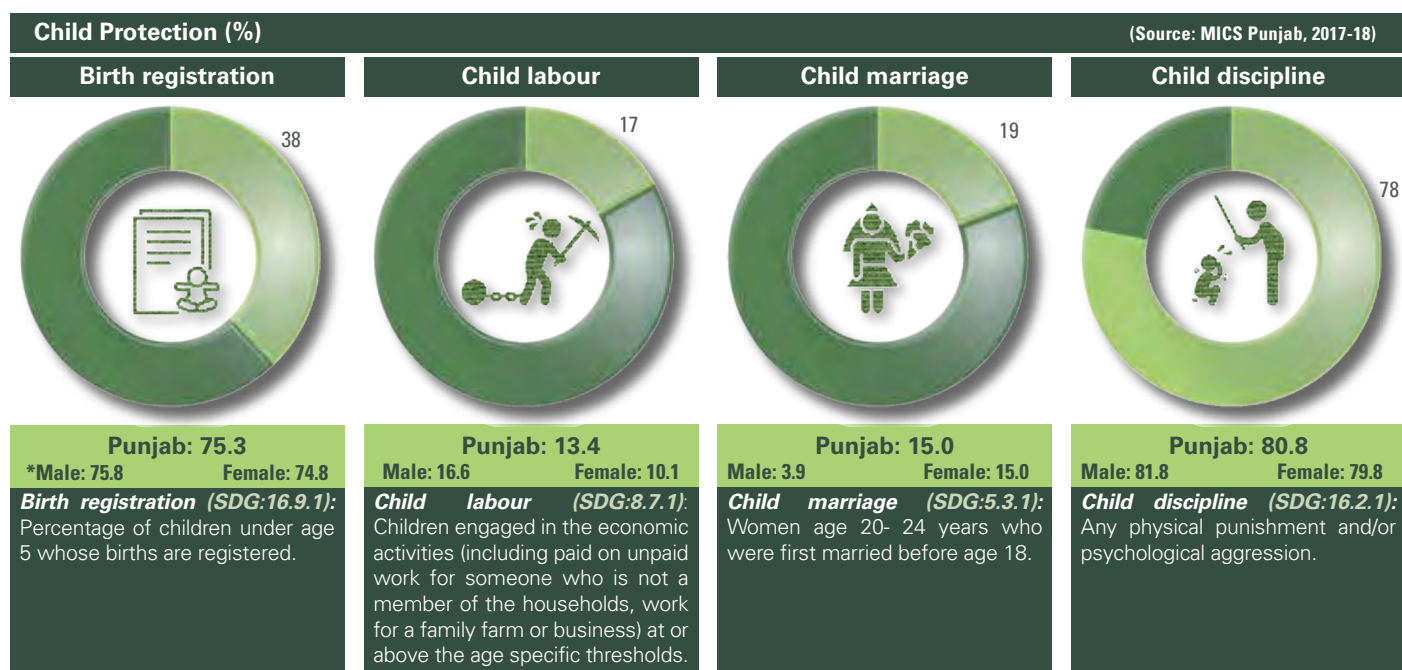 Child Protection (%)
(Source: MICS Punjab, 2017-18)
Birth registration
38
Punjab: 75.3
*Male: 75.8 Female: 74.8
Birth registration (SDG:16.9.1):
Percentage of children under age
5 whose births are registered.
Child labour
17
Punjab: 13.4
Male: 16.6 Female: 10.1
Child labour (SDG:8.7.1):
Children engaged in the economic
activities (including paid on unpaid
work for someone who is not a
member of the households, work
for a family farm or business) at or
above the age specific thresholds.
Child marriage
19
Punjab: 15.0
Male: 3.9 Female: 15.0
Child marriage (SDG:5.3.1):
Women age 20- 24 years who
were first married before age 18.
Child discipline
78
Punjab: 80.8
Male: 81.8 Female: 79.8
Child discipline (SDG:16.2.1):
Any physical punishment and/or
psychological aggression.